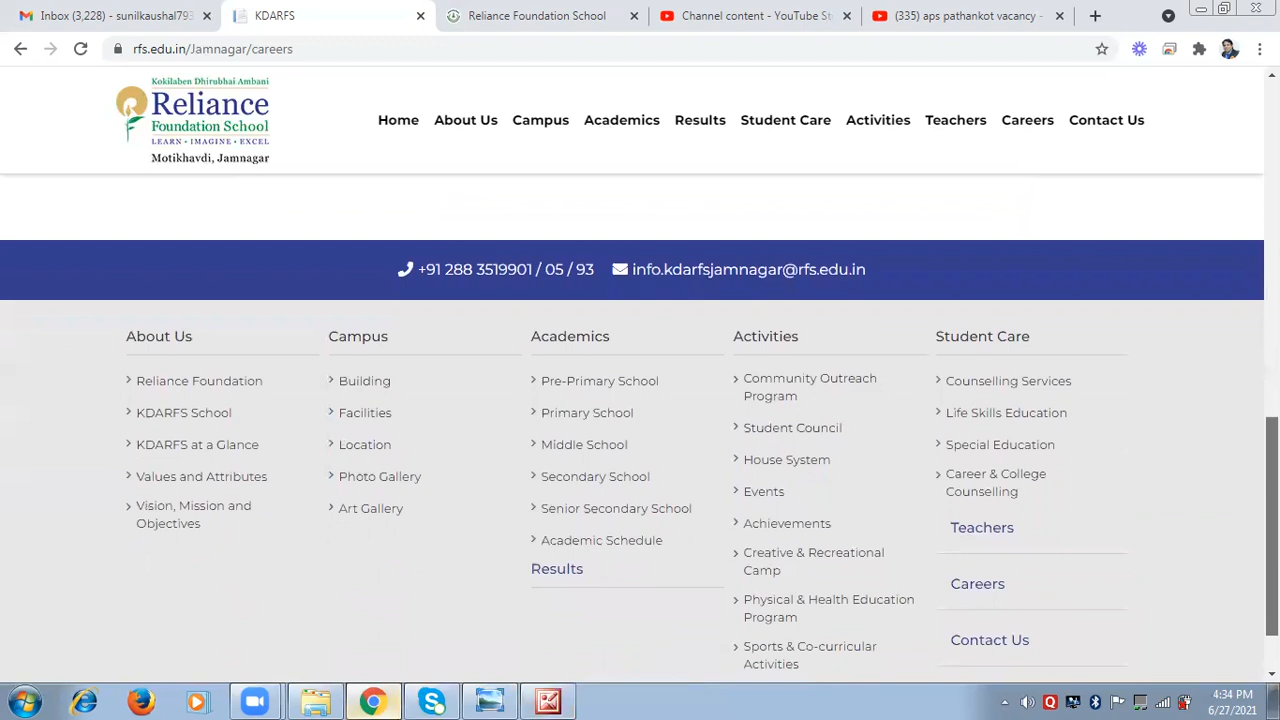 Inbox (3,228) - sunilkaushal793
KDARFS
Reliance Foundation School
Channel content - YouTube St
(335) aps pathankot vacancy -
rfs.edu.in/Jamnagar/careers
Kokilaben Dhirubhai Ambani
Reliance
Foundation School
LEARN • IMAGINE • EXCEL
Motikhavdi, Jamnagar
Home About Us Campus Academics Results Student Care Activities Teachers Careers Contact Us
+91 288 3519901 / 05 / 93 info.kdarfsjamnagar@rfs.edu.in
About Us
Reliance Foundation
KDARFS School
KDARFS at a Glance
Values and Attributes
Vision, Mission and
Objectives
Campus
Building
Facilities
Location
Photo Gallery
Art Gallery
Academics
Pre-Primary School
Primary School
Middle School
Secondary School
Senior Secondary School
Academic Schedule
Results
Activities
Community Outreach
Program
Student Council
House System
Events
Achievements
Creative & Recreational
Camp
Physical & Health Education
Program
Sports & Co-curricular
Activities
Student Care
Counselling Services
Life Skills Education
Special Education
Career & College
Counselling
Teachers
Careers
Contact Us
4:34 PM
6/27/2021